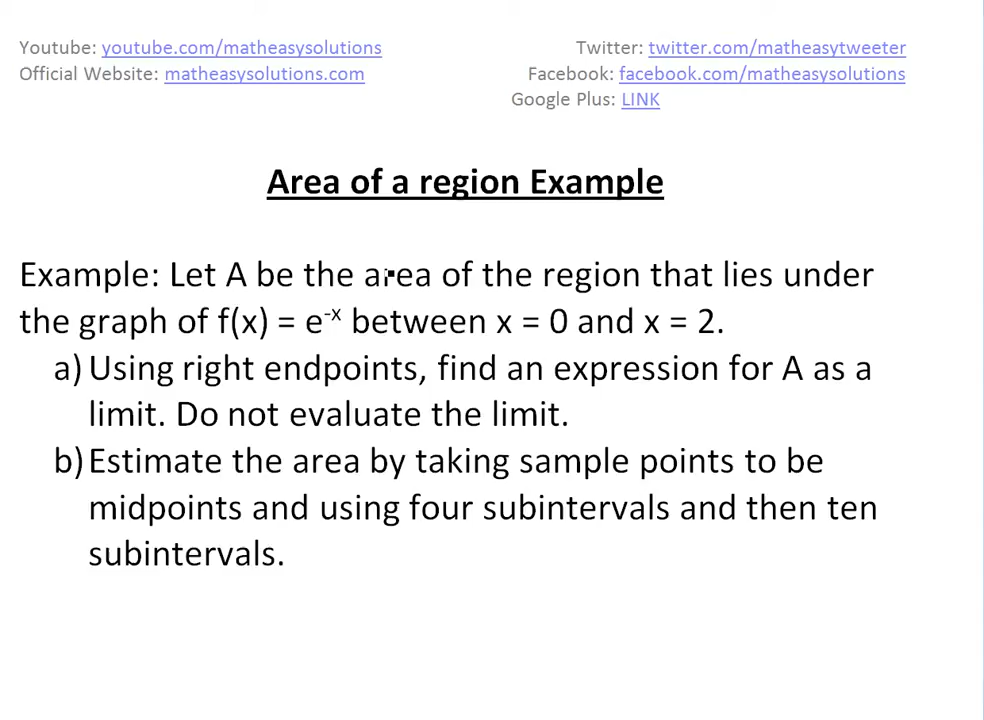 Youtube: youtube.com/matheasysolutions
Twitter: twitter.com/matheasytweeter
Official Website: matheasysolutions.com
Facebook: facebook.com/matheasysolutions
Google Plus: LINK
Area of a region Example
Example: Let A be the area of the region that lies under
the graph of f(x) = e^-x between x = 0 and x = 2.
a) Using right endpoints, find an expression for A as a
limit. Do not evaluate the limit.
b) Estimate the area by taking sample points to be
midpoints and using four subintervals and then ten
subintervals.